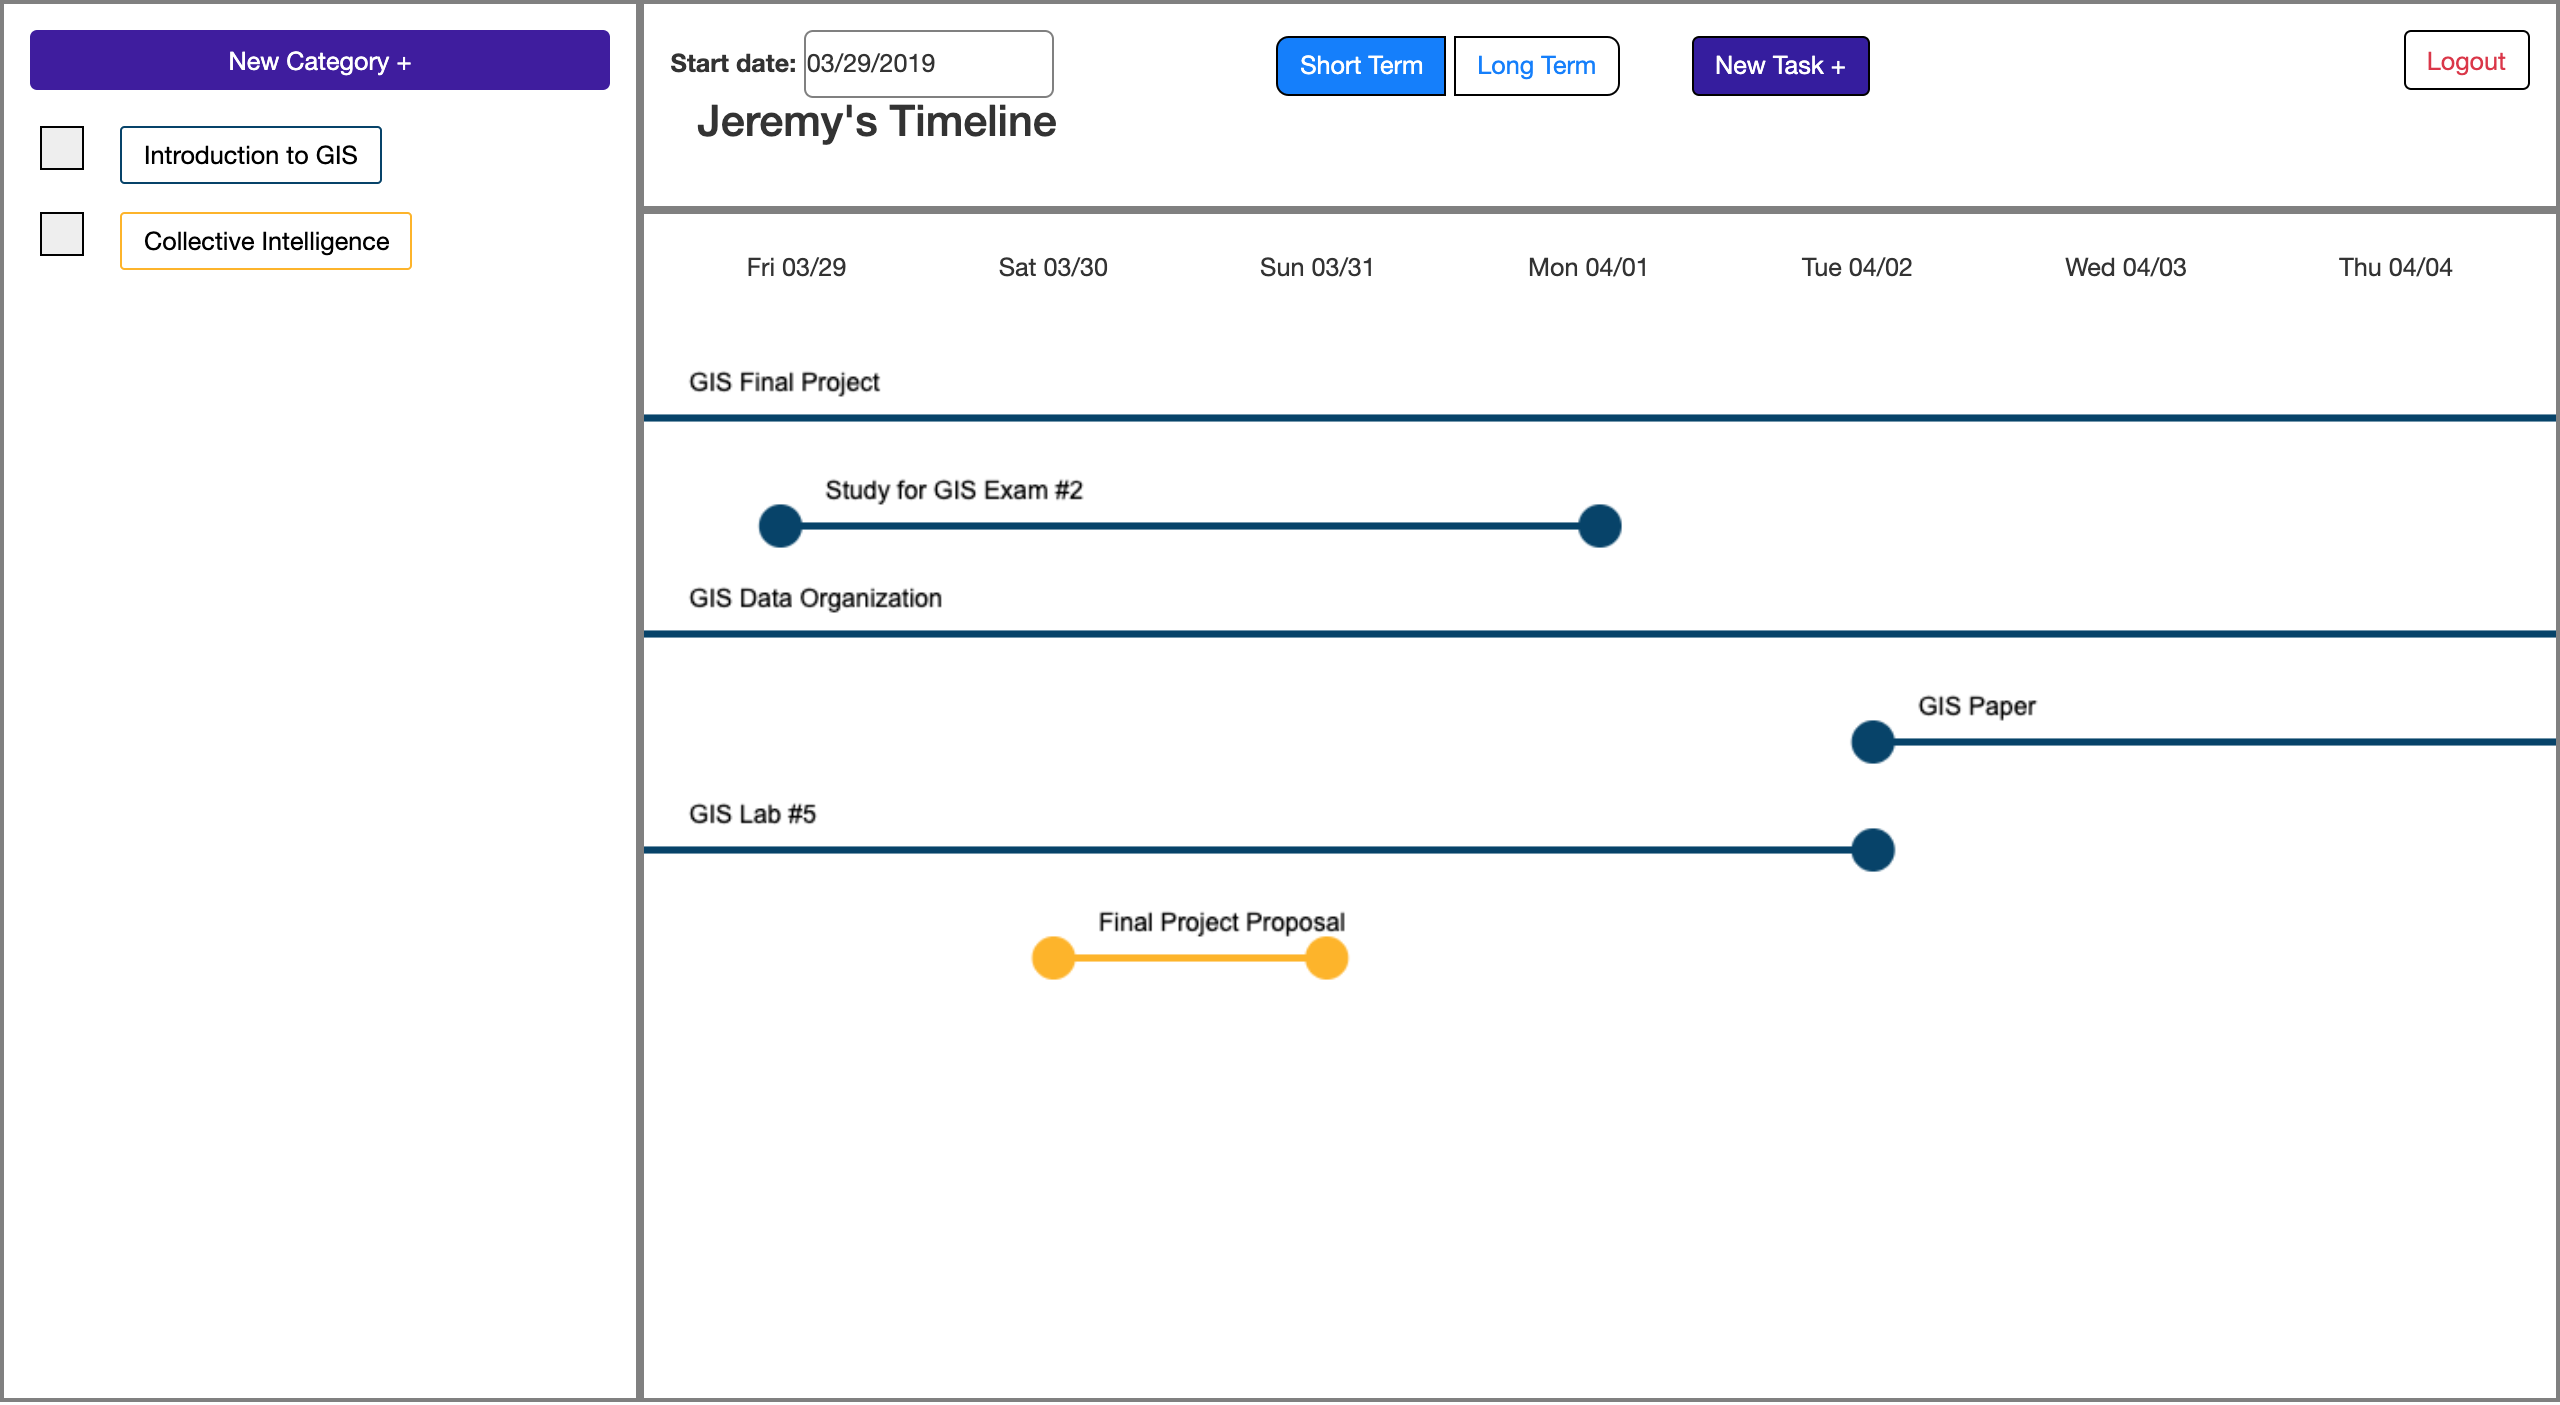 New Category +
Introduction to GIS
Collective Intelligence
Start date: 03/29/2019
Short Term
Long Term
New Task +
Logout
Jeremy's Timeline
Fri 03/29 Sat 03/30 Sun 03/31 Mon 04/01 Tue 04/02 Wed 04/03 Thu 04/04
GIS Final Project
Study for GIS Exam #2
GIS Data Organization
GIS Paper
GIS Lab #5
Final Project Proposal